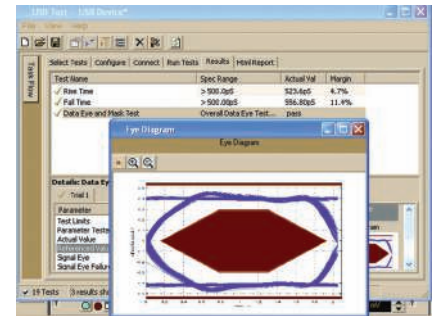 USB Test - USB Device*
File View Help
Task Flow
Select Tests Configure Connect Run Tests Results Html Report
Test Name Spec Range Actual Val Margin
Rise Time > 500.0pS 523.6pS 4.7%
Fall Time > 500.00pS 556.80pS 11.4%
Data Eye and Mask Test Overall Data Eye Test... pass
Eye Diagram
Eye Diagram
Details: Data Ey
Trial 1
Parameter
Test Limits
Parameter Teste
Actual Value
Signal Eye
Signal Eye Failur
19 Tests 3 results sh